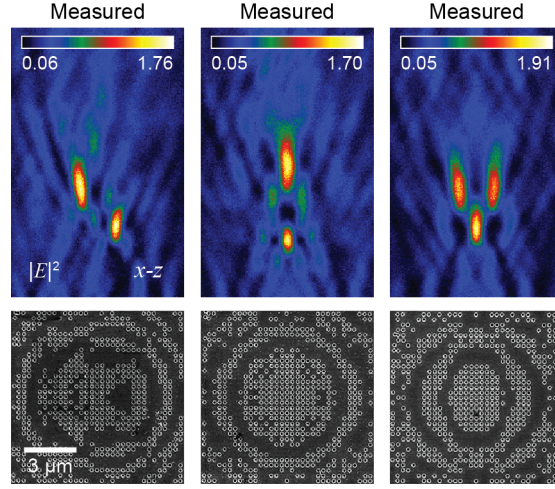 Measured
Measured
Measured
0.06 1.76
0.05 1.70
0.05 1.91
|E|² x-z
3 μm